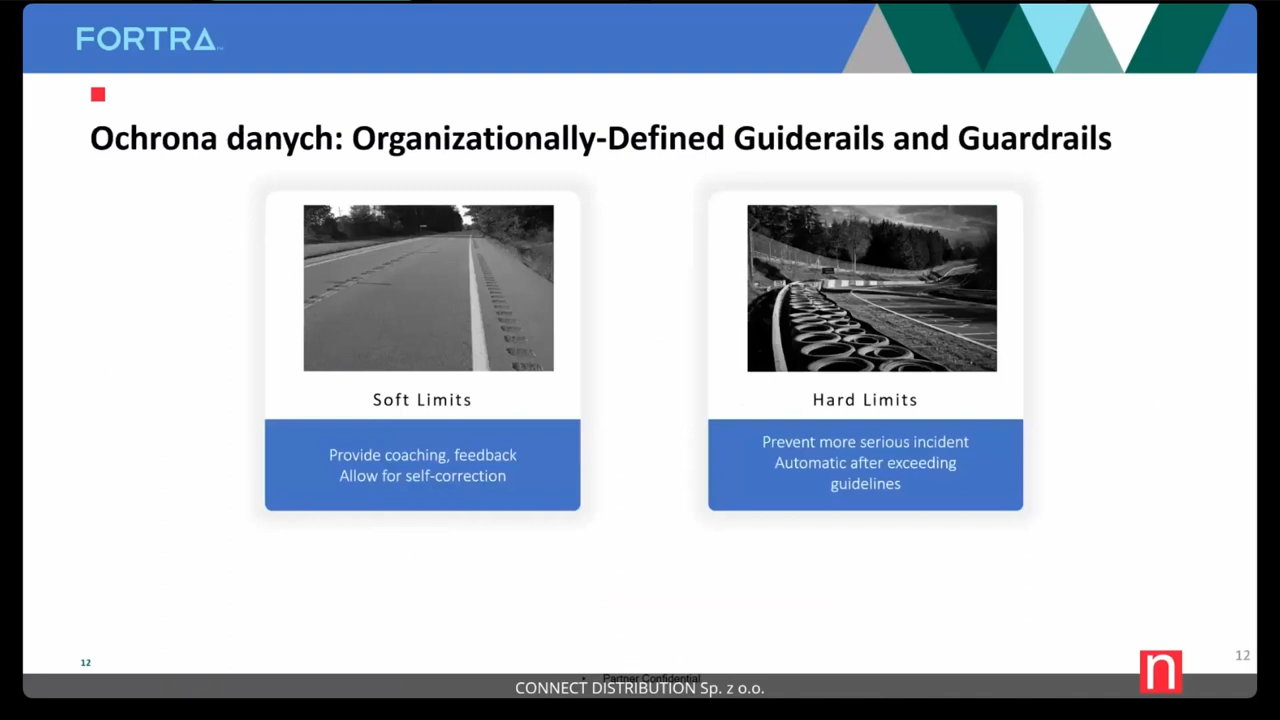 FORTRA
Ochrona danych: Organizationally-Defined Guiderails and Guardrails
Soft Limits
Provide coaching, feedback
Allow for self-correction
Hard Limits
Prevent more serious incident
Automatic after exceeding
guidelines
12
n
12
Partner Confidential
CONNECT DISTRIBUTION Sp. z o.o.